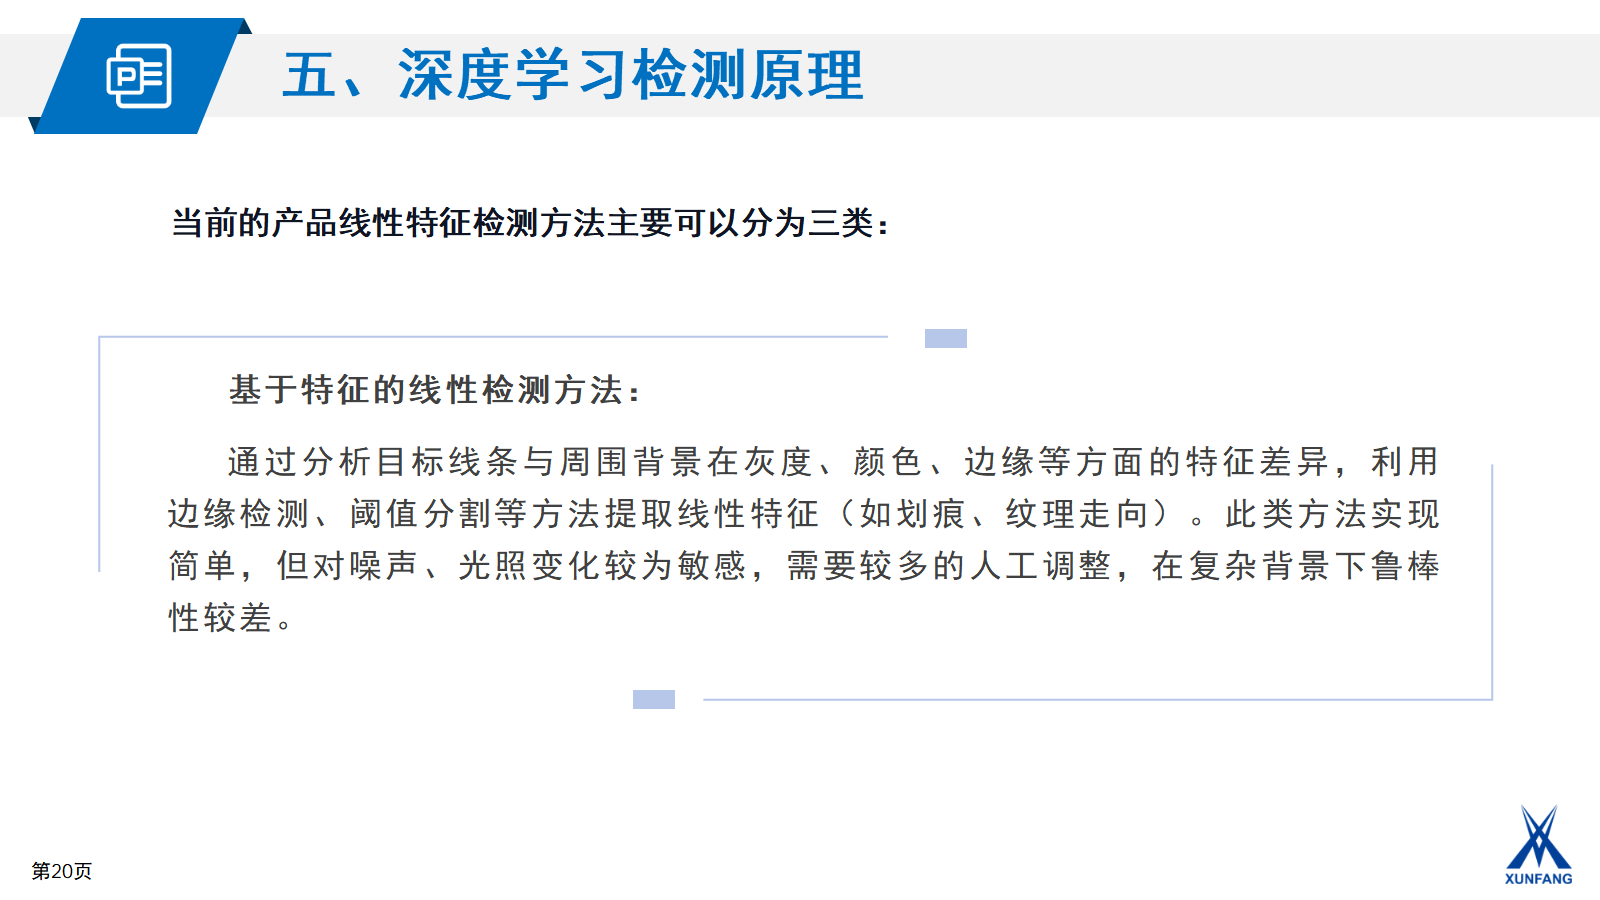 五、深度学习检测原理
当前的产品线性特征检测方法主要可以分为三类：
基于特征的线性检测方法：
通过分析目标线条与周围背景在灰度、颜色、边缘等方面的特征差异，利用
边缘检测、阈值分割等方法提取线性特征（如划痕、纹理走向）。此类方法实现
简单，但对噪声、光照变化较为敏感，需要较多的人工调整，在复杂背景下鲁棒
性较差。
第20页
XUNFANG